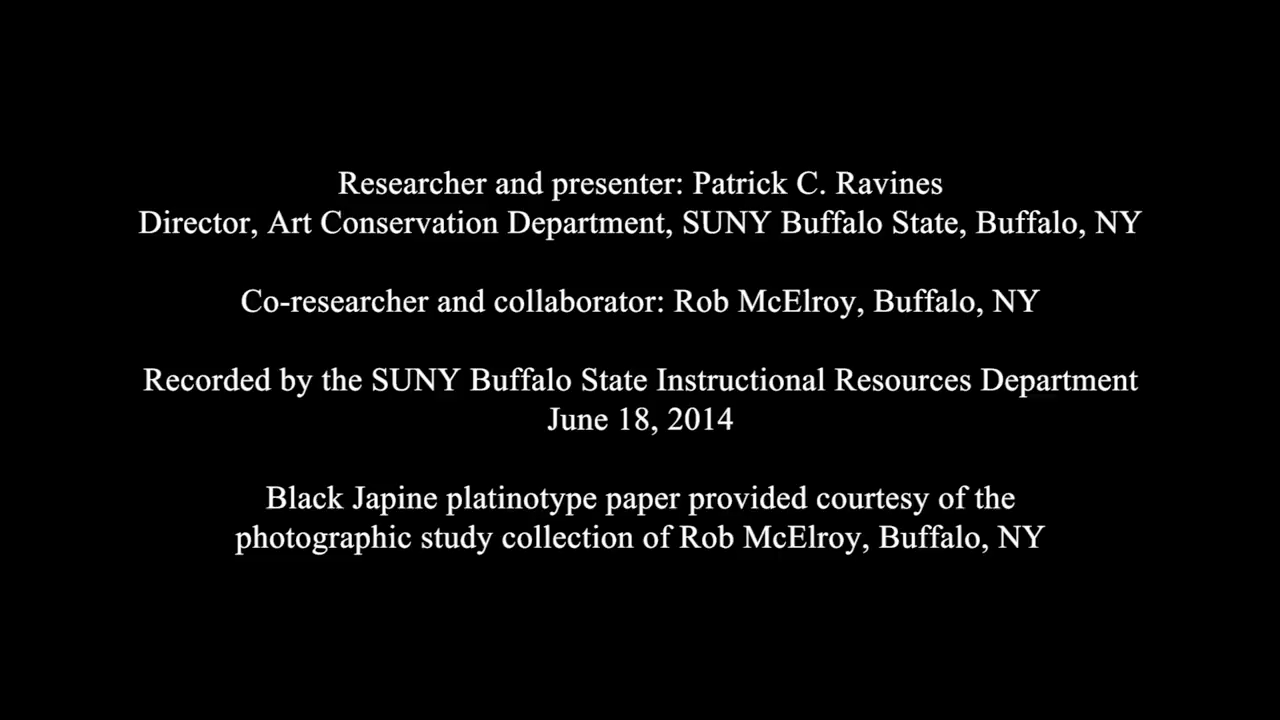 Researcher and presenter: Patrick C. Ravines
Director, Art Conservation Department, SUNY Buffalo State, Buffalo, NY
Co-researcher and collaborator: Rob McElroy, Buffalo, NY
Recorded by the SUNY Buffalo State Instructional Resources Department
June 18, 2014
Black Japine platinotype paper provided courtesy of the
photographic study collection of Rob McElroy, Buffalo, NY